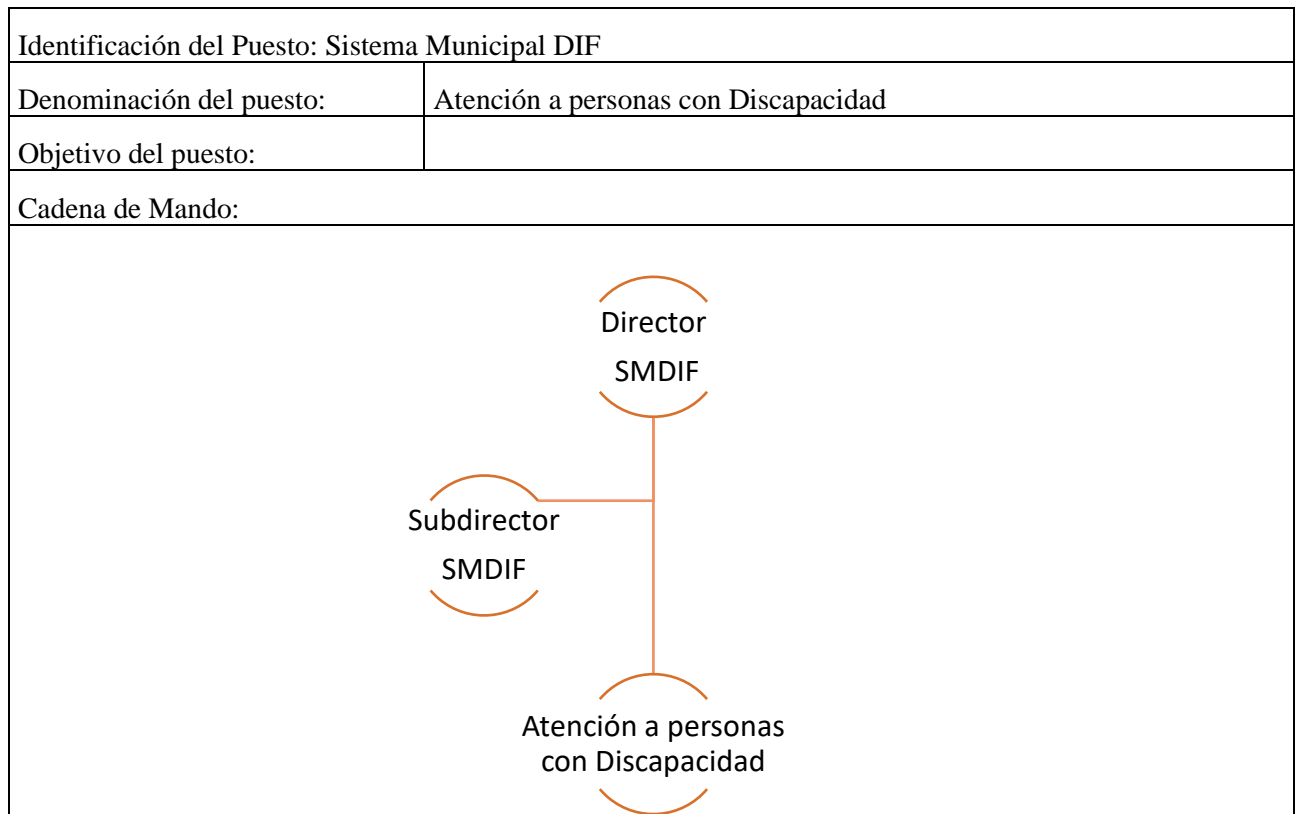 Identificación del Puesto: Sistema Municipal DIF
Denominación del puesto: Atención a personas con Discapacidad
Objetivo del puesto:
Cadena de Mando:
Director
SMDIF
Subdirector
SMDIF
Atención a personas
con Discapacidad